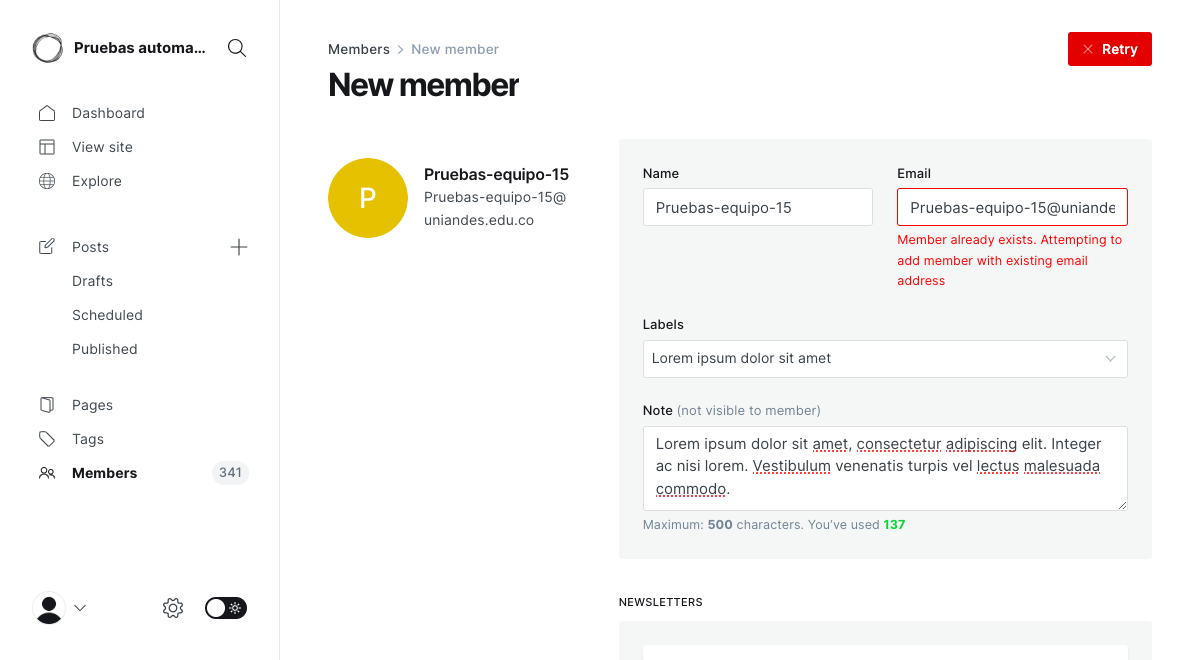 Pruebas automa...
Dashboard
View site
Explore
Posts
Drafts
Scheduled
Published
Pages
Tags
Members 341
Members > New member
New member
Retry
P
Pruebas-equipo-15
Pruebas-equipo-15@
uniandes.edu.co
Name
Pruebas-equipo-15
Email
Pruebas-equipo-15@uniande
Member already exists. Attempting to
add member with existing email
address
Labels
Lorem ipsum dolor sit amet
Note (not visible to member)
Lorem ipsum dolor sit amet, consectetur adipiscing elit. Integer
ac nisi lorem. Vestibulum venenatis turpis vel lectus malesuada
commodo.
Maximum: 500 characters. You’ve used 137
NEWSLETTERS